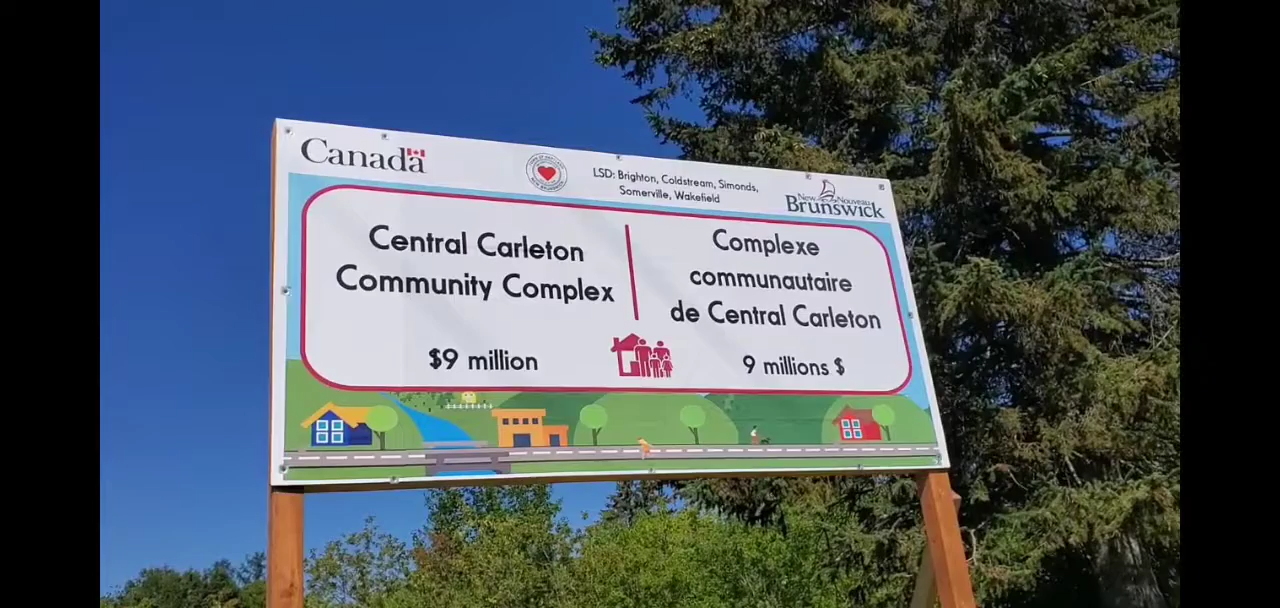 Canada
LSD: Brighton, Coldstream, Simonds,
Somerville, Wakefield
New Nouveau
Brunswick
Central Carleton
Community Complex
$9 million
Complexe
communautaire
de Central Carleton
9 millions $